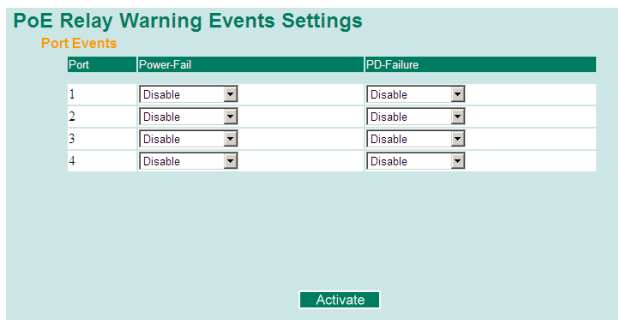 PoE Relay Warning Events Settings
Port Events
Port Power-Fail PD-Failure
1 Disable Disable
2 Disable Disable
3 Disable Disable
4 Disable Disable
Activate